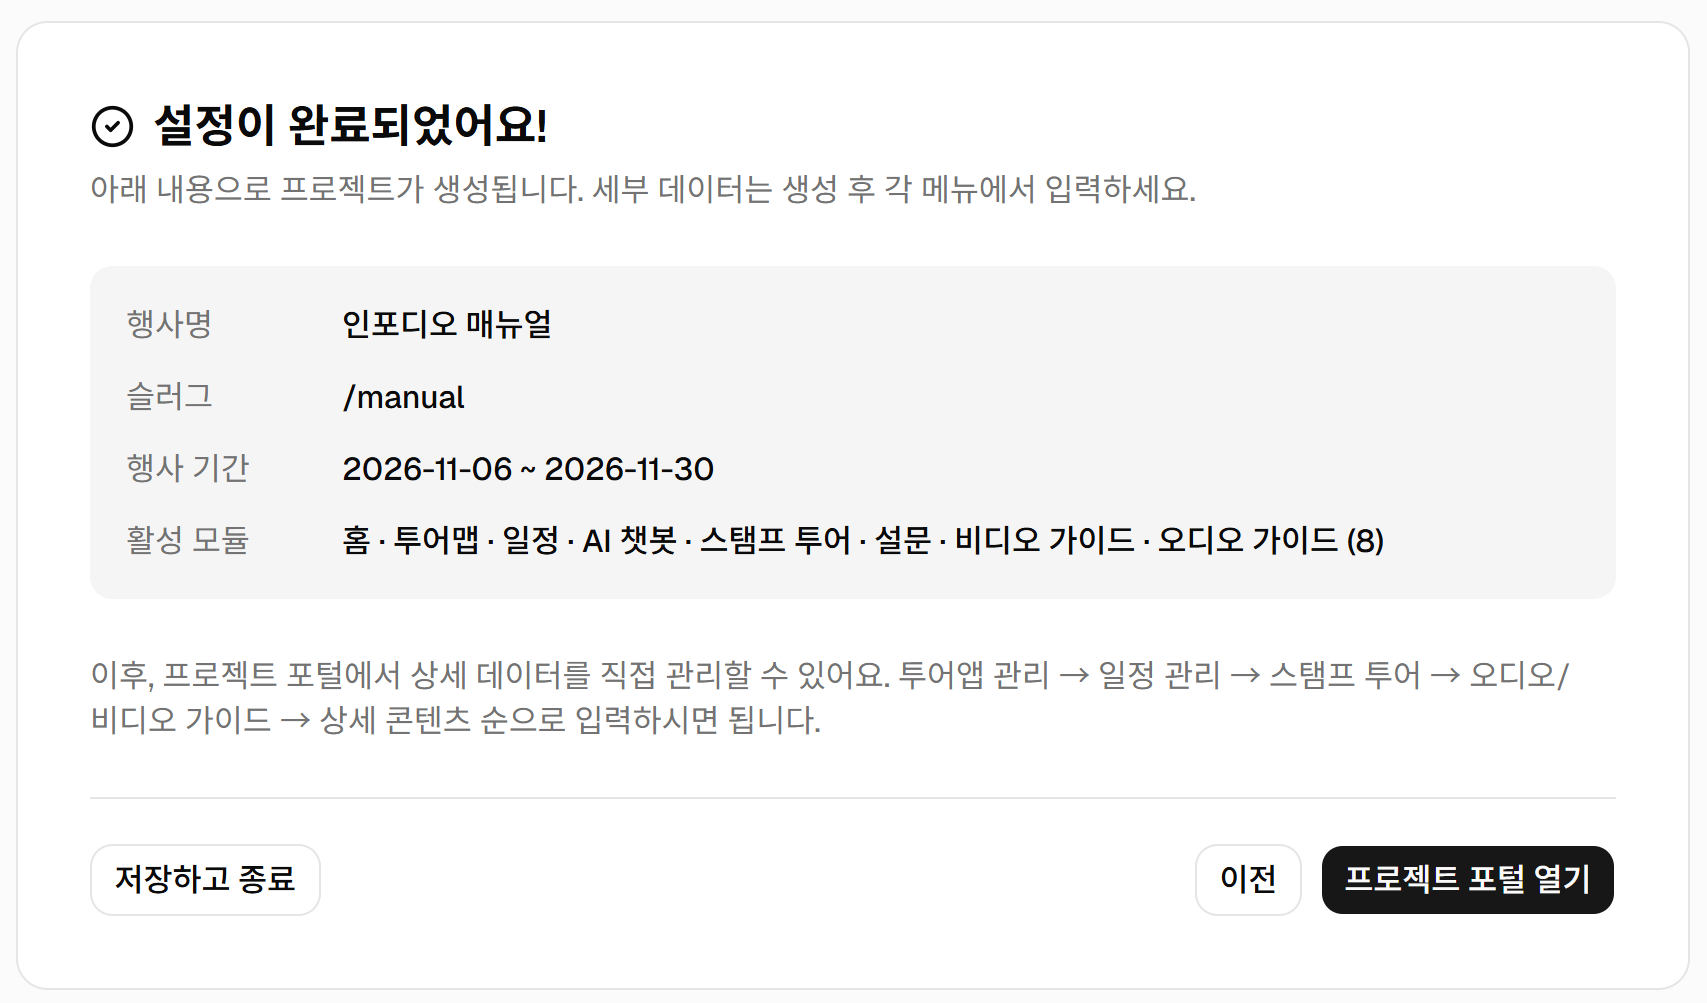 설정이 완료되었어요!
아래 내용으로 프로젝트가 생성됩니다. 세부 데이터는 생성 후 각 메뉴에서 입력하세요.
행사명 인포디오 매뉴얼
슬러그 /manual
행사 기간 2026-11-06 ~ 2026-11-30
활성 모듈 홈 · 투어맵 · 일정 · AI 챗봇 · 스탬프 투어 · 설문 · 비디오 가이드 · 오디오 가이드 (8)
이후, 프로젝트 포털에서 상세 데이터를 직접 관리할 수 있어요. 투어앱 관리 → 일정 관리 → 스탬프 투어 → 오디오/
비디오 가이드 → 상세 콘텐츠 순으로 입력하시면 됩니다.
저장하고 종료 이전 프로젝트 포털 열기